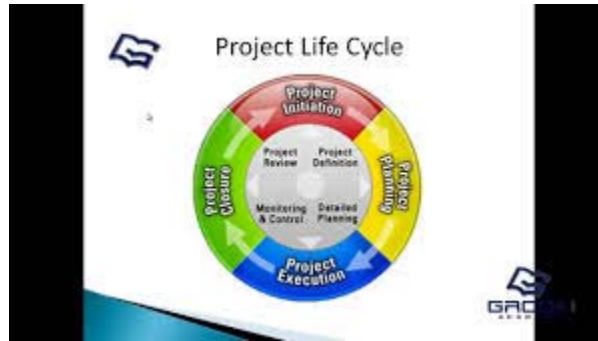 Project Life Cycle
Project
Initiation
Project
Review
Project
Definition
Project
Planning
Project
Closure
Monitoring
& Control
Detailed
Planning
Project
Execution